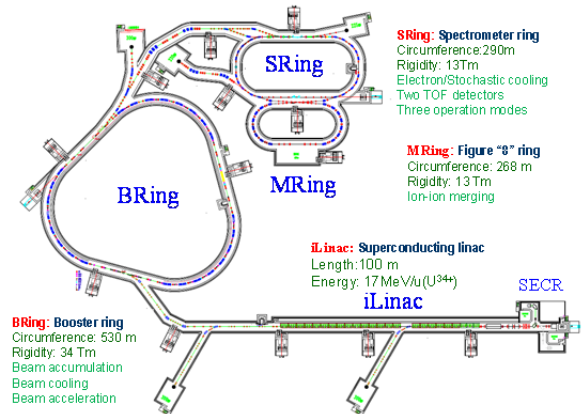 SRing: Spectrometer ring
Circumference:290m
Rigidity: 13Tm
Electron/Stochastic cooling
Two TOF detectors
Three operation modes
SRing
MRing: Figure "8" ring
Circumference: 268 m
Rigidity: 13 Tm
Ion-ion merging
MRing
BRing
iLinac: Superconducting linac
Length:100 m
Energy: 17 MeV/u(U34+)
iLinac
SECR
BRing: Booster ring
Circumference: 530 m
Rigidity: 34 Tm
Beam accumulation
Beam cooling
Beam acceleration